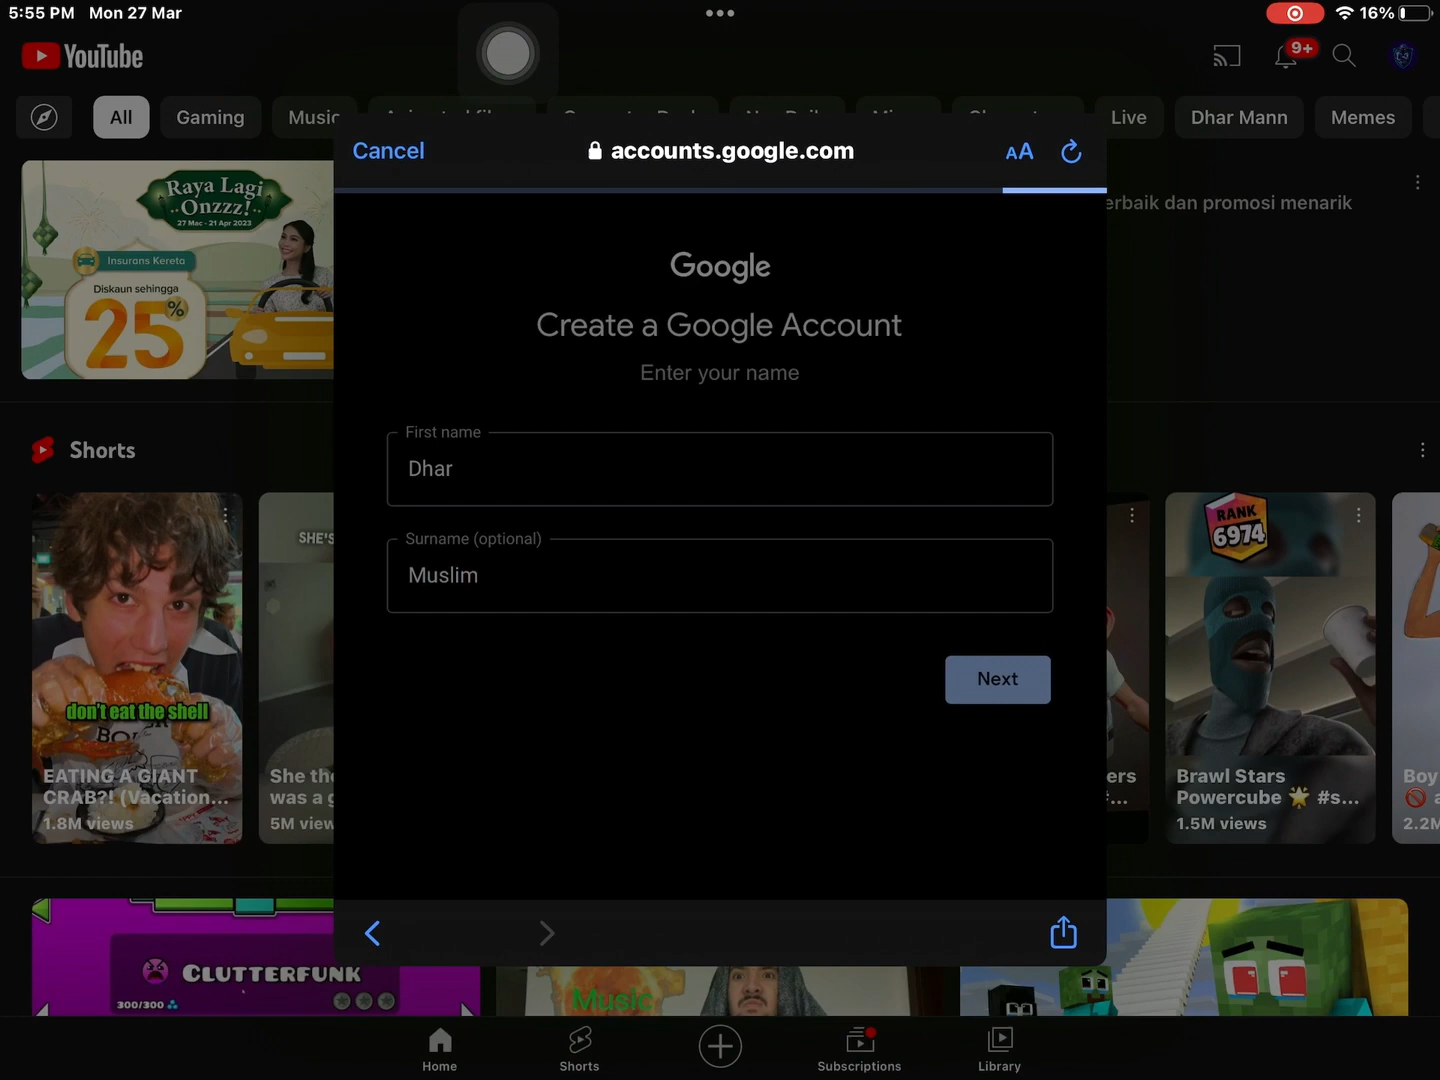 5:55 PM Mon 27 Mar
16%
YouTube
9+
All
Gaming
Music
Live
Dhar Mann
Memes
Cancel
accounts.google.com
AA
Raya Lagi
Onzzz!
27 Mac - 21 Apr 2023
Insurans Kereta
Diskaun sehingga
25%
erbaik dan promosi menarik
Google
Create a Google Account
Enter your name
First name
Dhar
Surname (optional)
Muslim
Next
Shorts
SHE'S
RANK
6974
don't eat the shell
EATING A GIANT
CRAB?! (Vacation...
1.8M views
She the
was a g
5M view
ers
#...
Brawl Stars
Powercube 🌟 #s...
1.5M views
Boy
🚫 a
2.2M
CLUTTERFUNK
300/300
Music
Home
Shorts
Subscriptions
Library